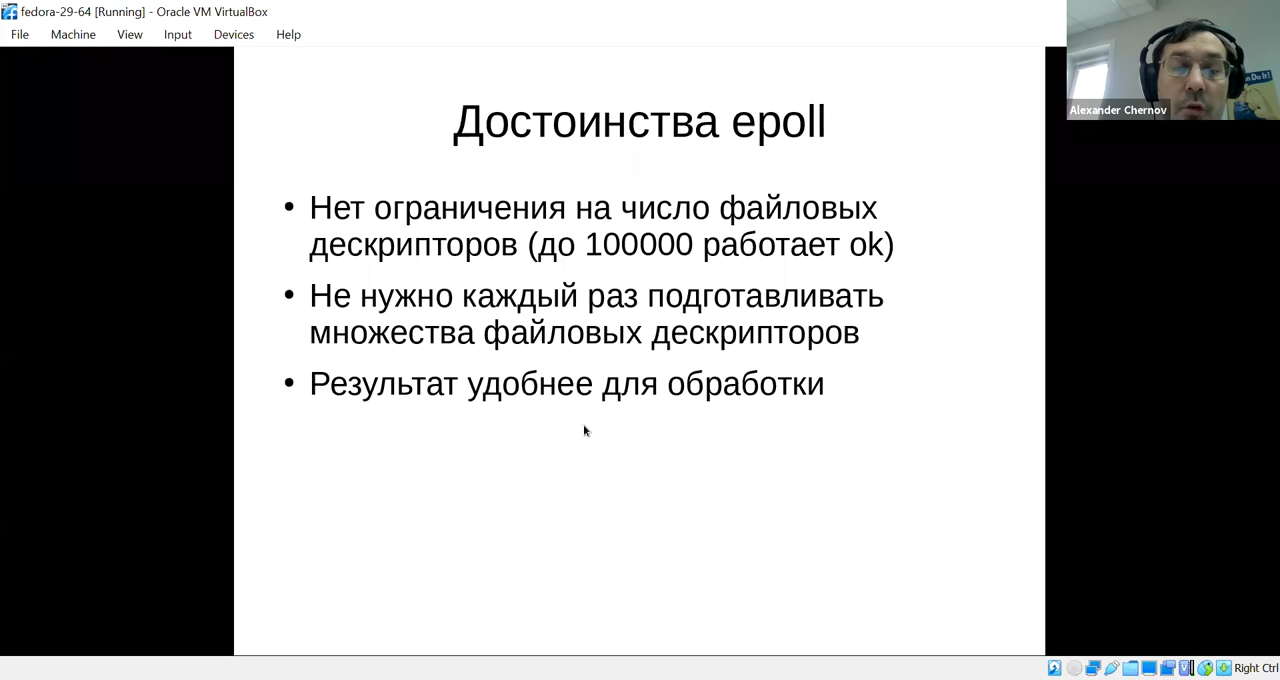 fedora-29-64 [Running] - Oracle VM VirtualBox
File Machine View Input Devices Help
Alexander Chernov
n Do It!
Достоинства epoll
• Нет ограничения на число файловых
дескрипторов (до 100000 работает ok)
• Не нужно каждый раз подготавливать
множества файловых дескрипторов
• Результат удобнее для обработки
Right Ctrl